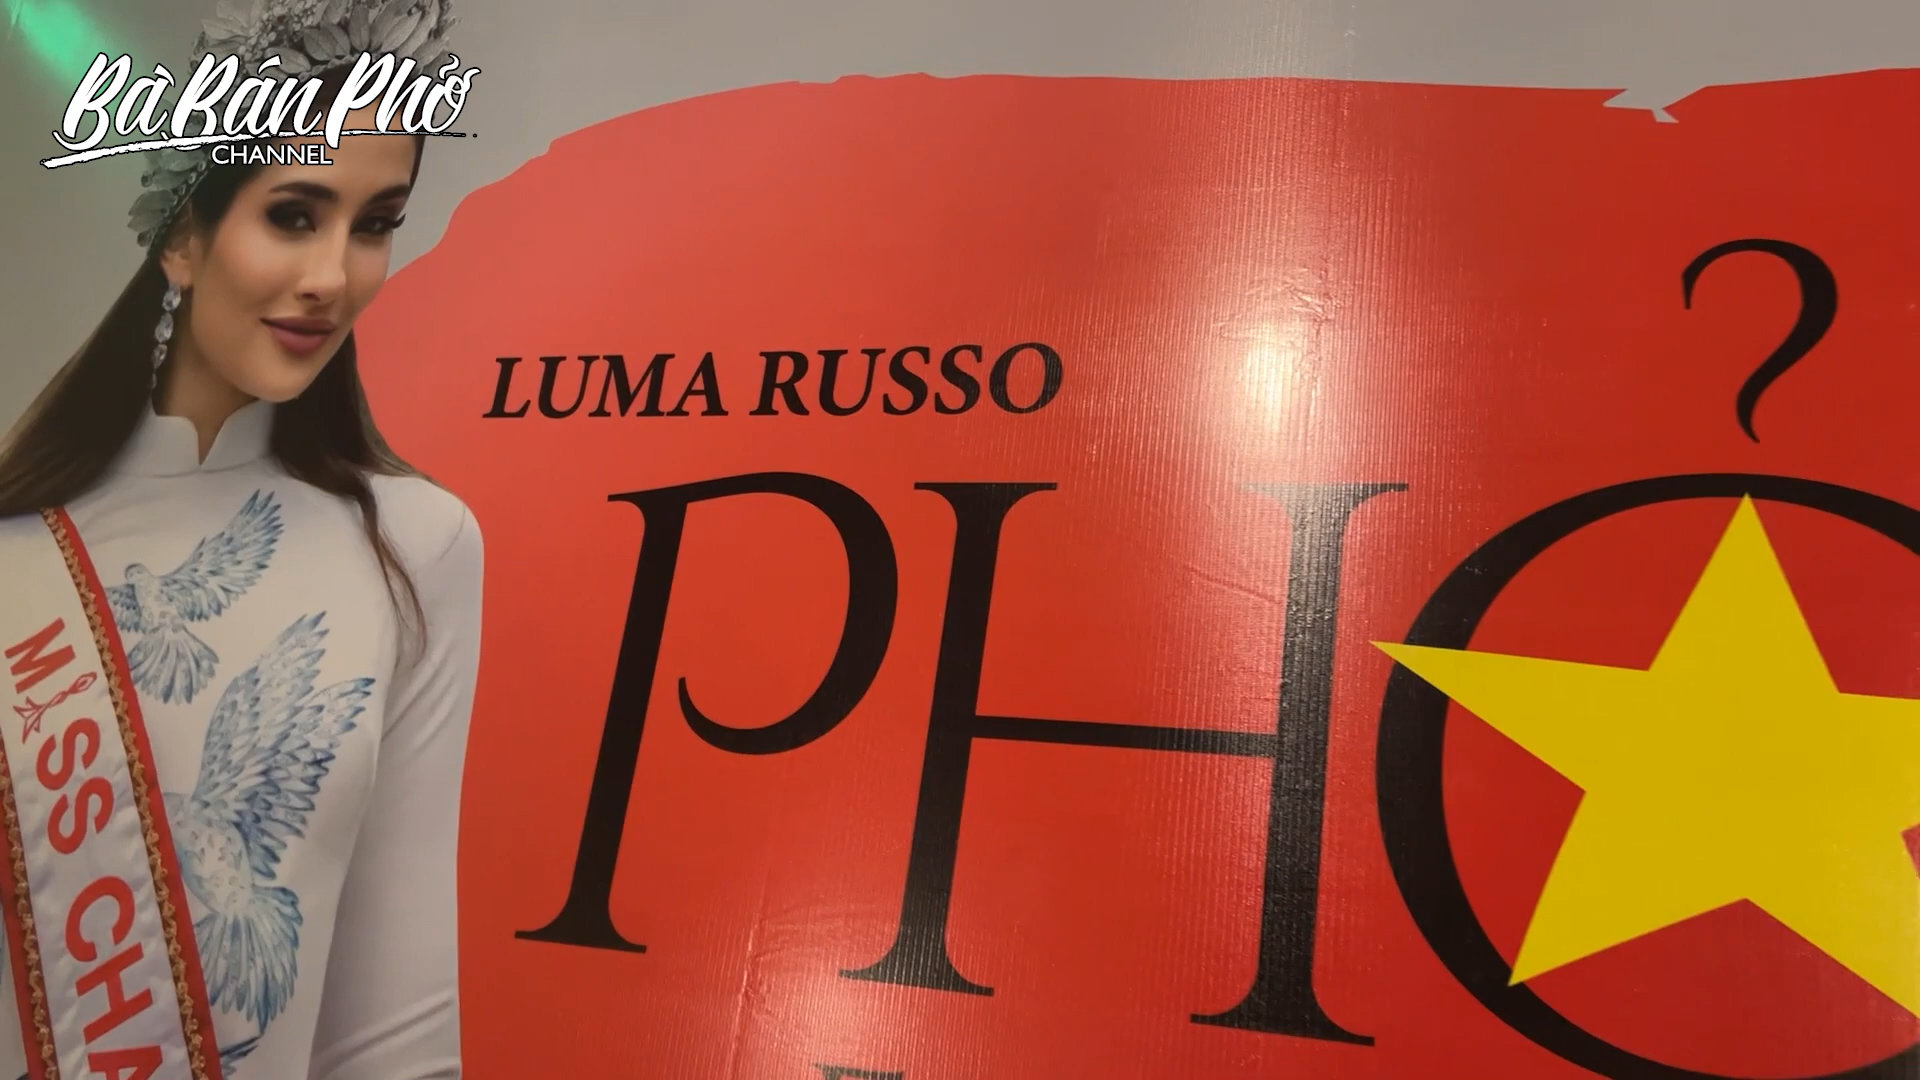 Bà Bán Phở
CHANNEL
LUMA RUSSO
PHỞ
MISS CHA